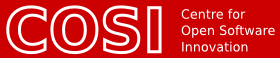 COSI
Centre for
Open Software
Innovation